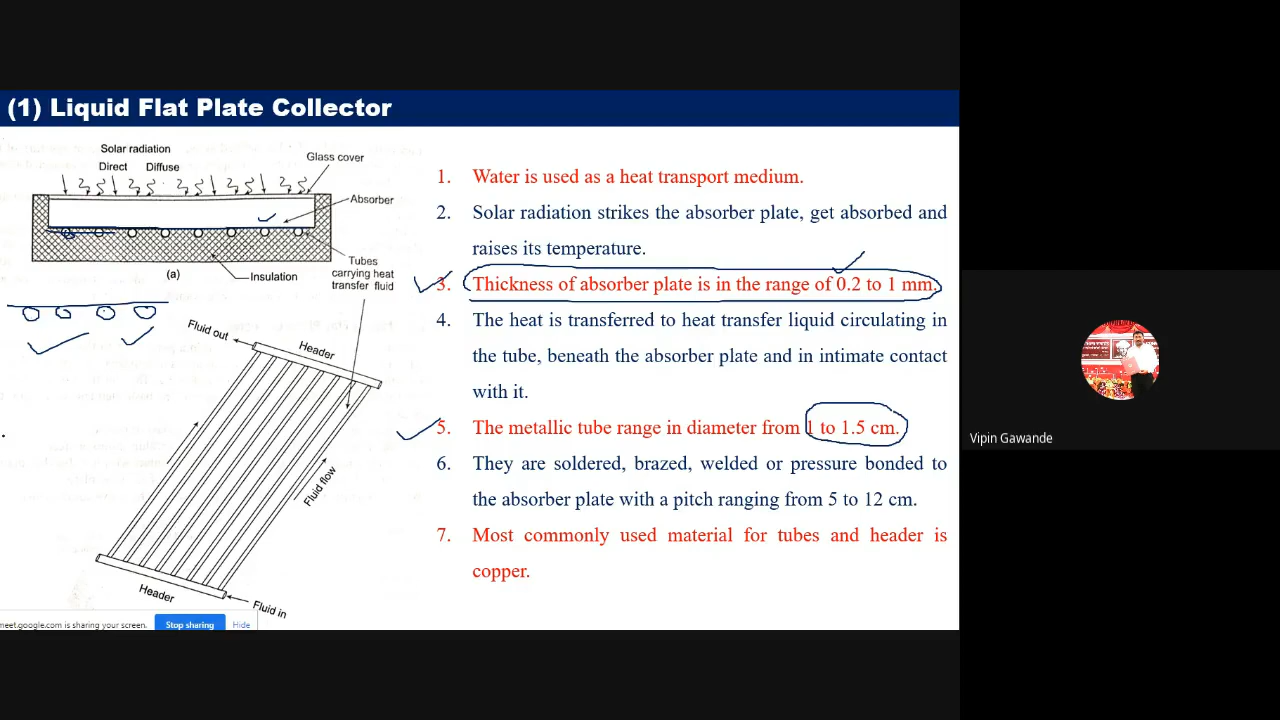 (1) Liquid Flat Plate Collector
Solar radiation
Direct Diffuse
Glass cover
Absorber
Tubes
carrying heat
transfer fluid
(a)
Insulation
Fluid out
Header
Fluid flow
Header
Fluid in
1. Water is used as a heat transport medium.
2. Solar radiation strikes the absorber plate, get absorbed and
raises its temperature.
3. Thickness of absorber plate is in the range of 0.2 to 1 mm.
4. The heat is transferred to heat transfer liquid circulating in
the tube, beneath the absorber plate and in intimate contact
with it.
5. The metallic tube range in diameter from 1 to 1.5 cm.
6. They are soldered, brazed, welded or pressure bonded to
the absorber plate with a pitch ranging from 5 to 12 cm.
7. Most commonly used material for tubes and header is
copper.
meet.google.com is sharing your screen. Stop sharing Hide
Vipin Gawande